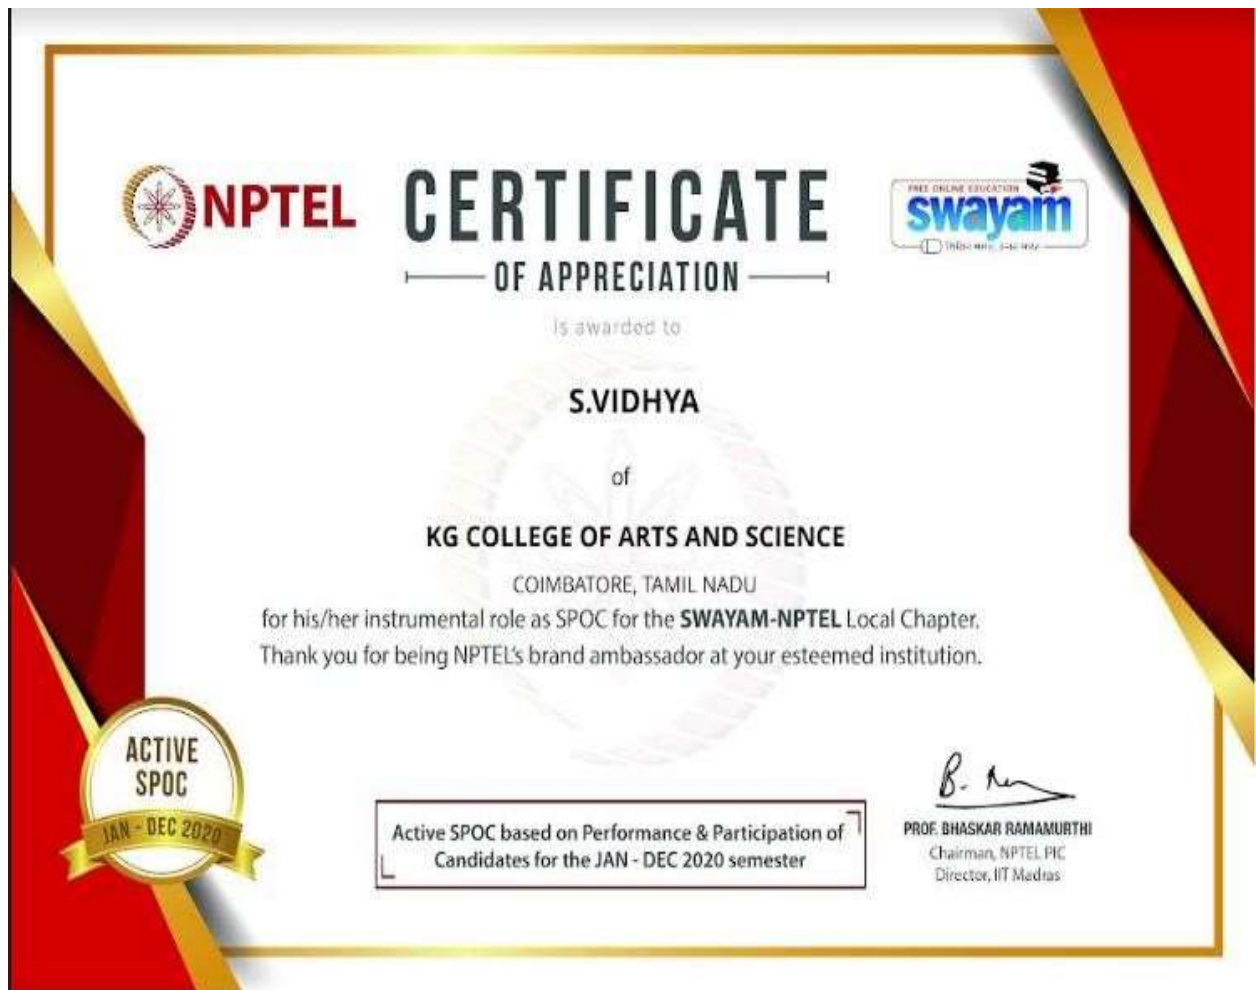 NPTEL
CERTIFICATE
OF APPRECIATION
FREE ONLINE EDUCATION
swayam
is awarded to
S.VIDHYA
of
KG COLLEGE OF ARTS AND SCIENCE
COIMBATORE, TAMIL NADU
for his/her instrumental role as SPOC for the SWAYAM-NPTEL Local Chapter.
Thank you for being NPTEL's brand ambassador at your esteemed institution.
ACTIVE
SPOC
JAN - DEC 2020
Active SPOC based on Performance & Participation of
Candidates for the JAN - DEC 2020 semester
B.
PROF. BHASKAR RAMAMURTHI
Chairman, NPTEL PIC
Director, IIT Madras